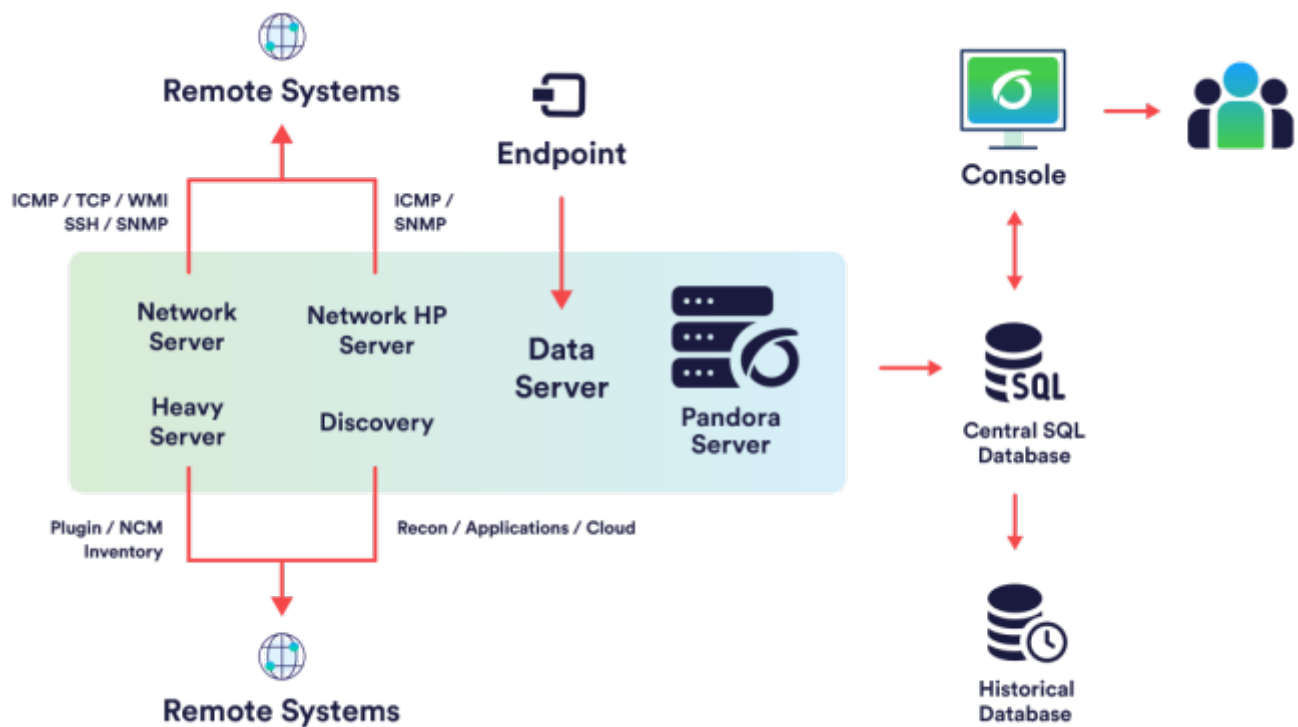 Remote Systems
Endpoint
Console
ICMP / TCP / WMI
SSH / SNMP
ICMP /
SNMP
Network
Server
Network HP
Server
Data
Server
Heavy
Server
Discovery
Pandora
Server
SQL
Central SQL
Database
Plugin / NCM
Inventory
Recon / Applications / Cloud
Remote Systems
Historical
Database